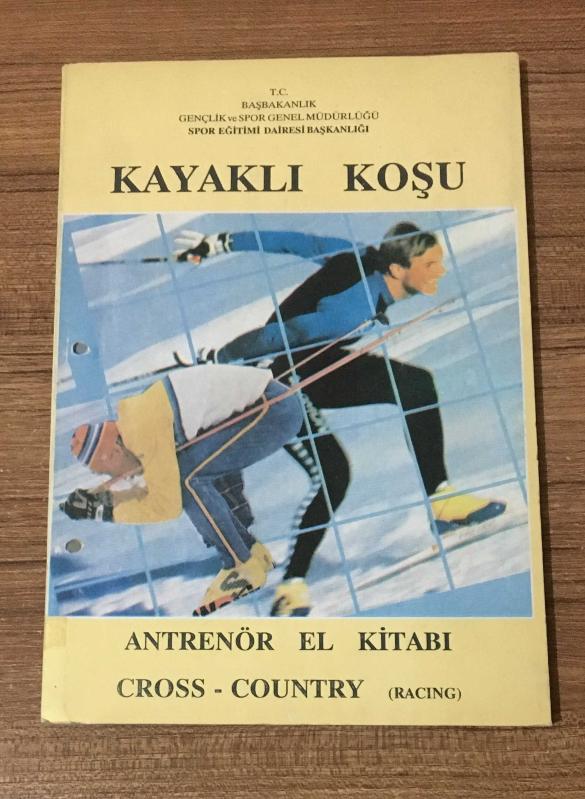 T.C.
BAŞBAKANLIK
GENÇLİK ve SPOR GENEL MÜDÜRLÜĞÜ
SPOR EĞİTİMİ DAİRESİ BAŞKANLIĞI
KAYAKLI KOŞU
ANTRENÖR EL KİTABI
CROSS - COUNTRY (RACING)